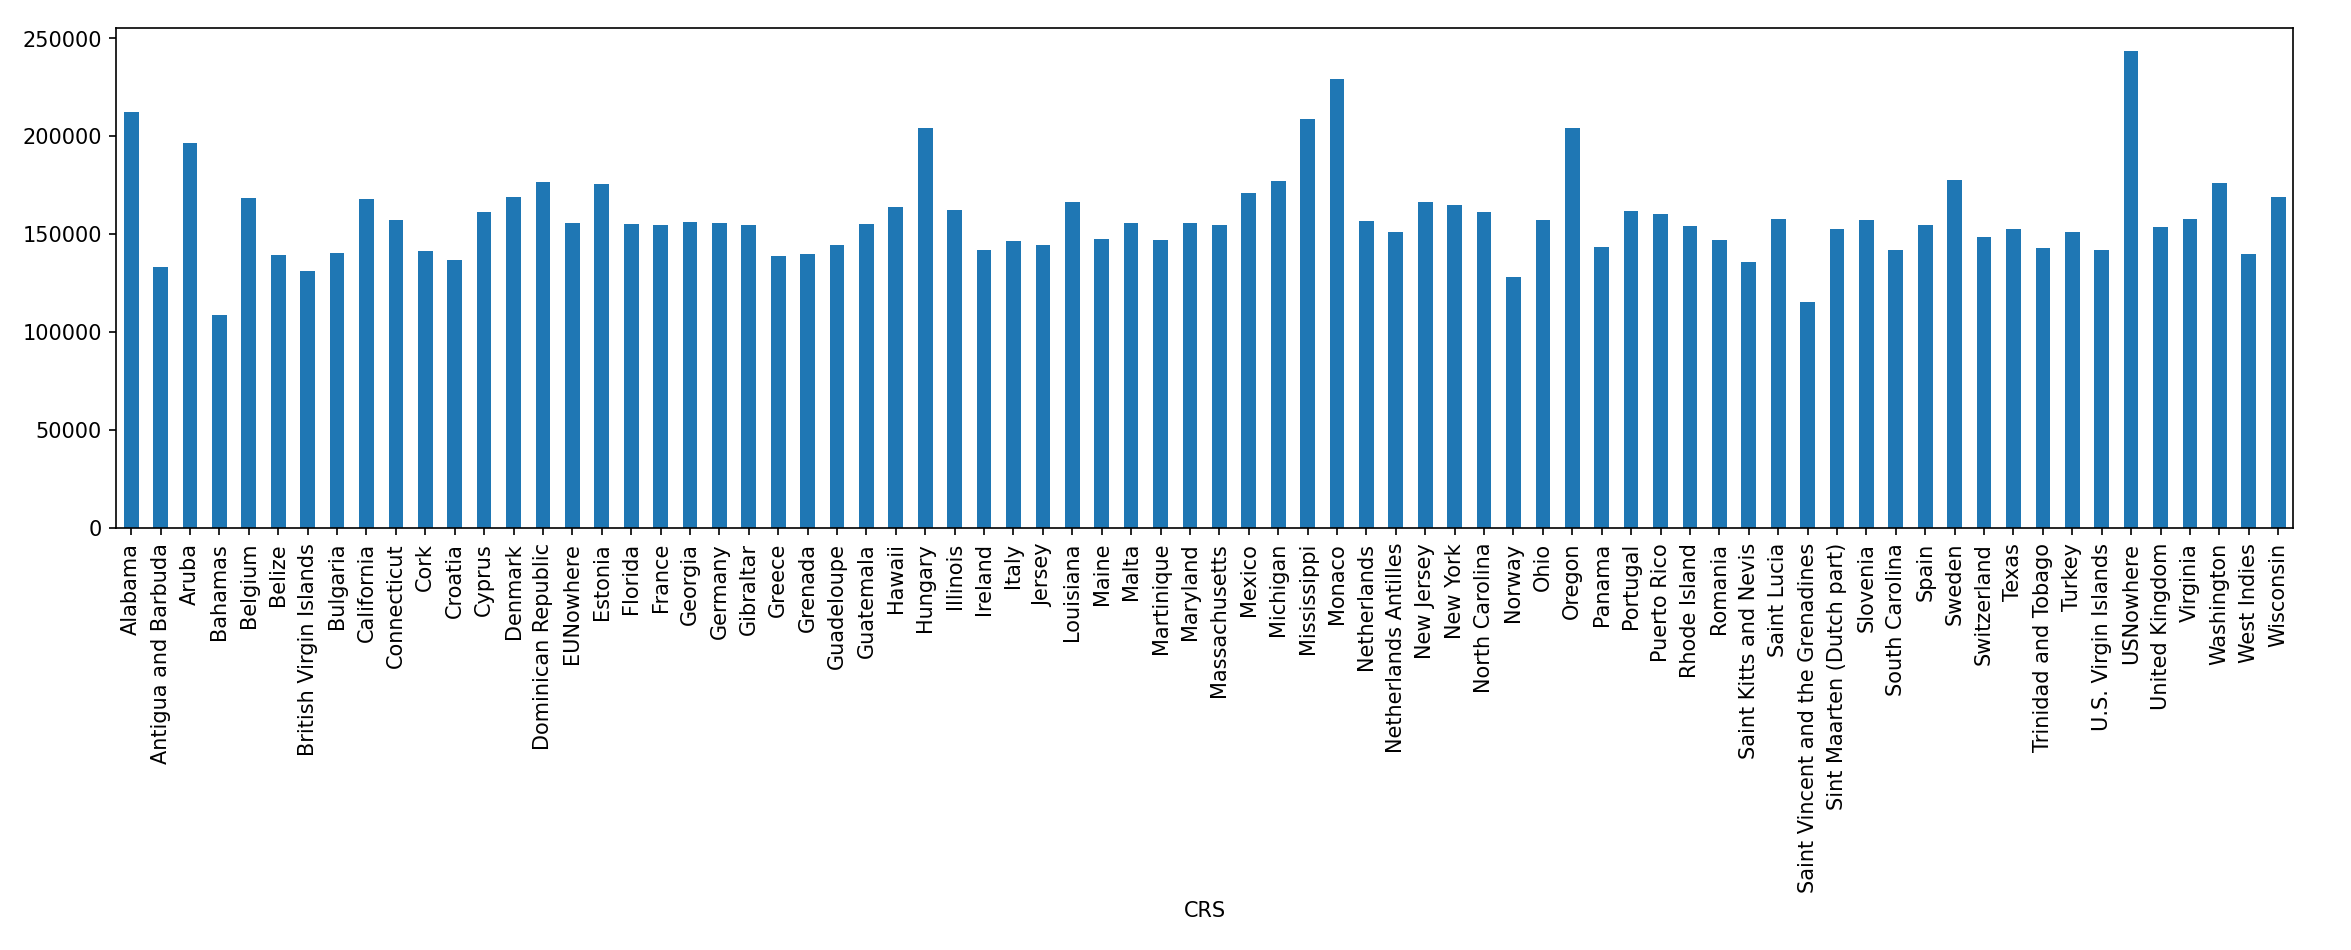 250000
200000
150000
100000
50000
0
Alabama
Antigua and Barbuda
Aruba
Bahamas
Belgium
Belize
British Virgin Islands
Bulgaria
California
Connecticut
Cork
Croatia
Cyprus
Denmark
Dominican Republic
EUNowhere
Estonia
Florida
France
Georgia
Germany
Gibraltar
Greece
Grenada
Guadeloupe
Guatemala
Hawaii
Hungary
Illinois
Ireland
Italy
Jersey
Louisiana
Maine
Malta
Martinique
Maryland
Massachusetts
Mexico
Michigan
Mississippi
Monaco
Netherlands
Netherlands Antilles
New Jersey
New York
North Carolina
Norway
Ohio
Oregon
Panama
Portugal
Puerto Rico
Rhode Island
Romania
Saint Kitts and Nevis
Saint Lucia
Saint Vincent and the Grenadines
Sint Maarten (Dutch part)
Slovenia
South Carolina
Spain
Sweden
Switzerland
Texas
Trinidad and Tobago
Turkey
U.S. Virgin Islands
USNowhere
United Kingdom
Virginia
Washington
West Indies
Wisconsin
CRS